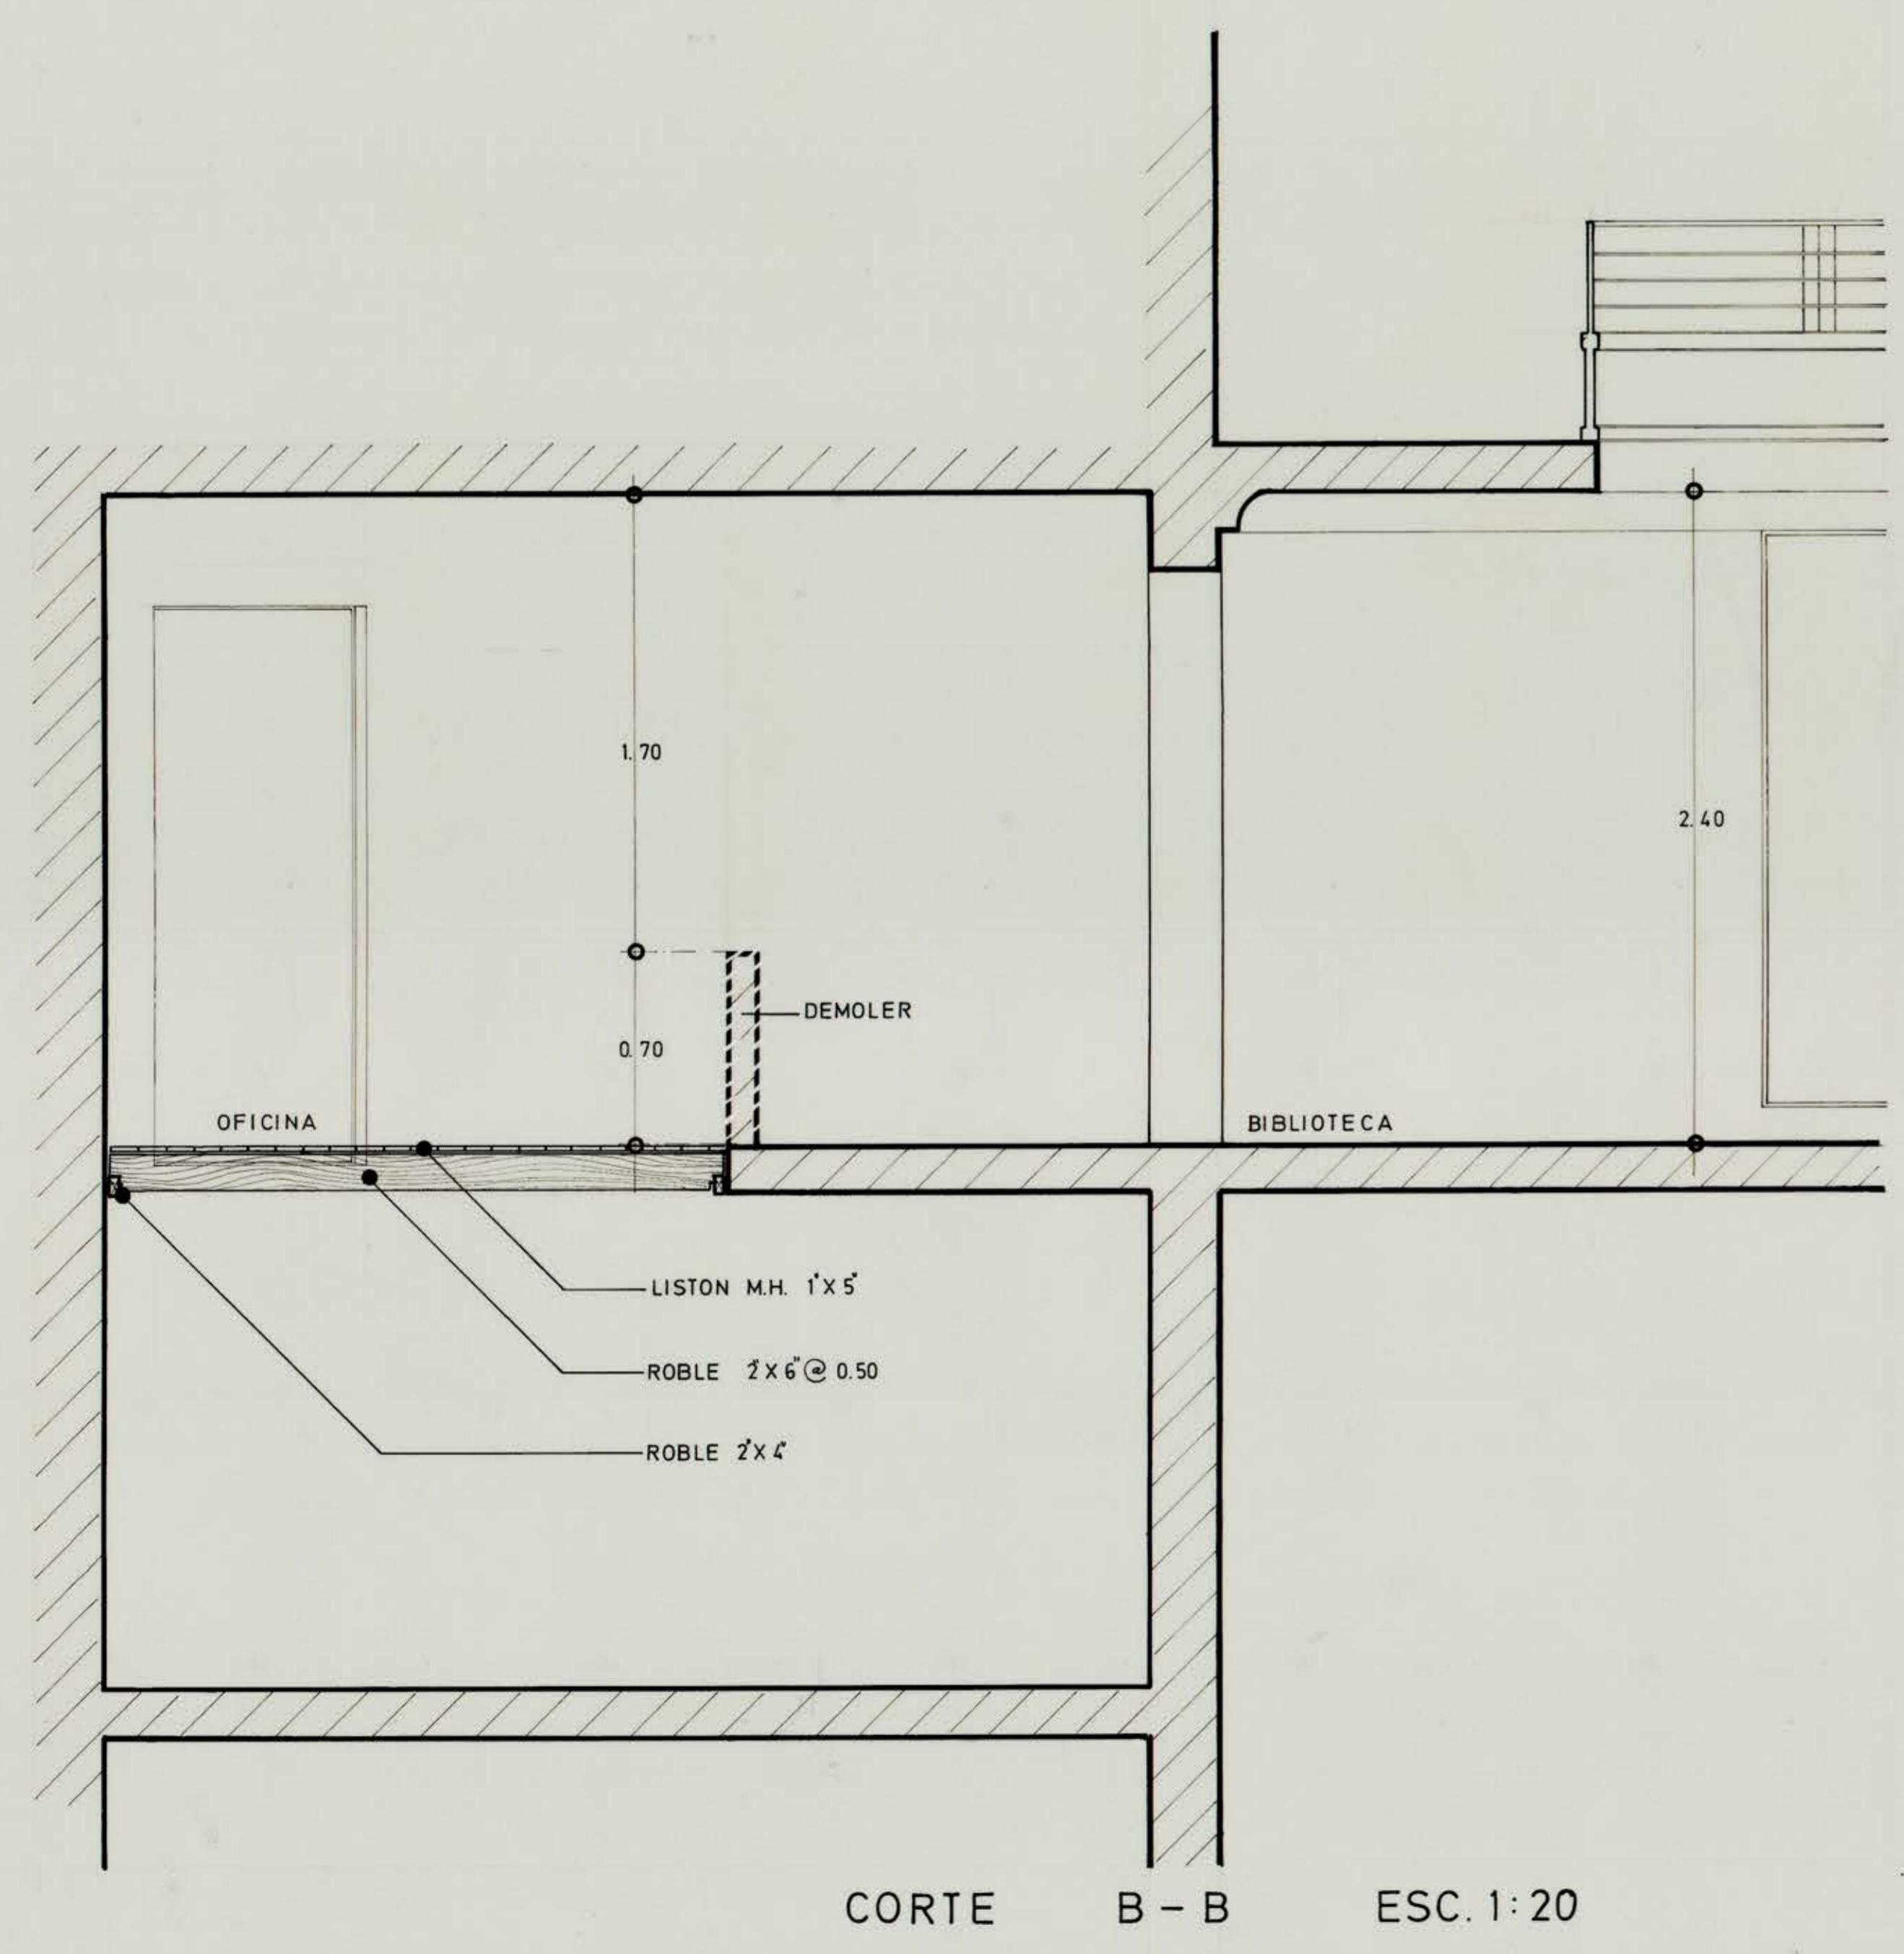 1.70
2.40
DEMOLER
0.70
OFICINA
BIBLIOTECA
LISTON M.H. 1"X 5"
ROBLE 2"X 6"@ 0.50
ROBLE 2"X 4"
CORTE B – B ESC. 1:20